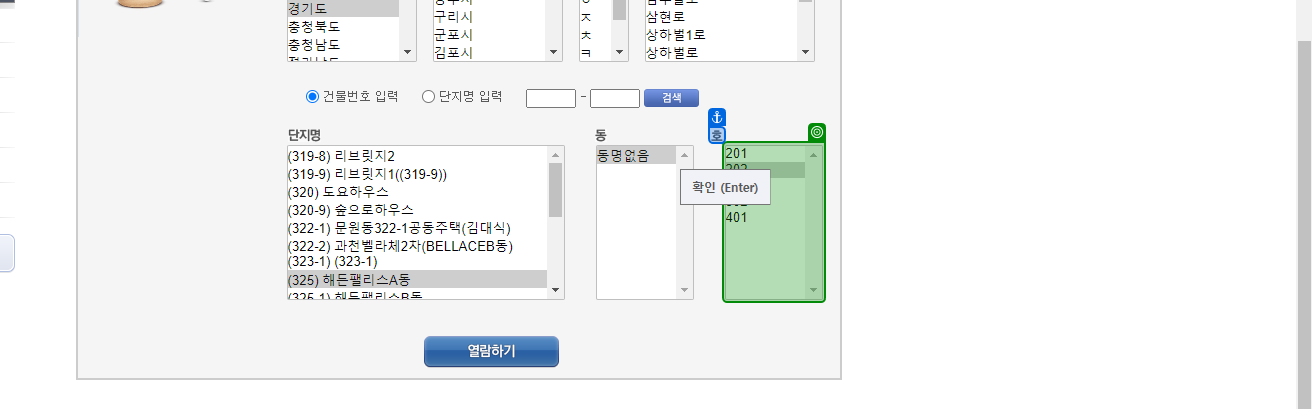 경기도
충청북도
충청남도
구리시
군포시
김포시
ㅈ
ㅊ
ㅋ
삼현로
상하벌1로
상하벌로
건물번호 입력 단지명 입력 - 검색
단지명
동
호
(319-8) 리브릿지2
(319-9) 리브릿지1((319-9))
(320) 도요하우스
(320-9) 숲으로하우스
(322-1) 문원동322-1공동주택(김대식)
(322-2) 과천벨라체2차(BELLACEB동)
(323-1) (323-1)
(325) 해든팰리스A동
(325-1) 해든팰리스B동
동명없음
201
202
확인 (Enter)
401
열람하기